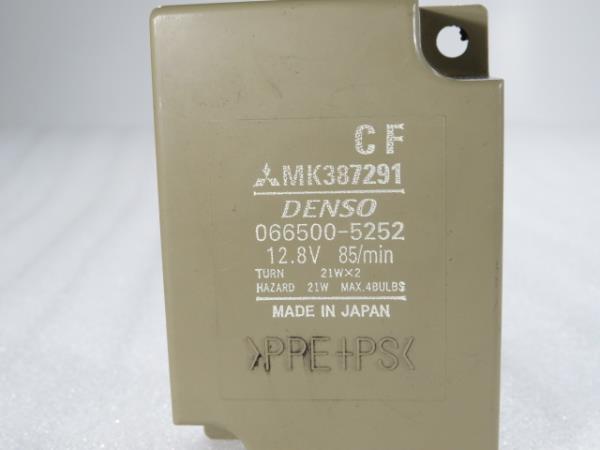 CF
MK387291
DENSO
066500-5252
12.8V 85/min
TURN 21W×2
HAZARD 21W MAX.4BULBS
MADE IN JAPAN
>PPE+PS<